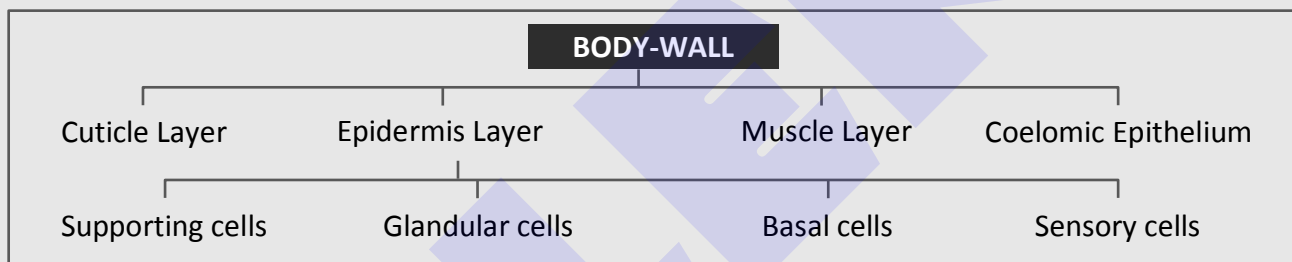 BODY-WALL
Cuticle Layer Epidermis Layer Muscle Layer Coelomic Epithelium
Supporting cells Glandular cells Basal cells Sensory cells